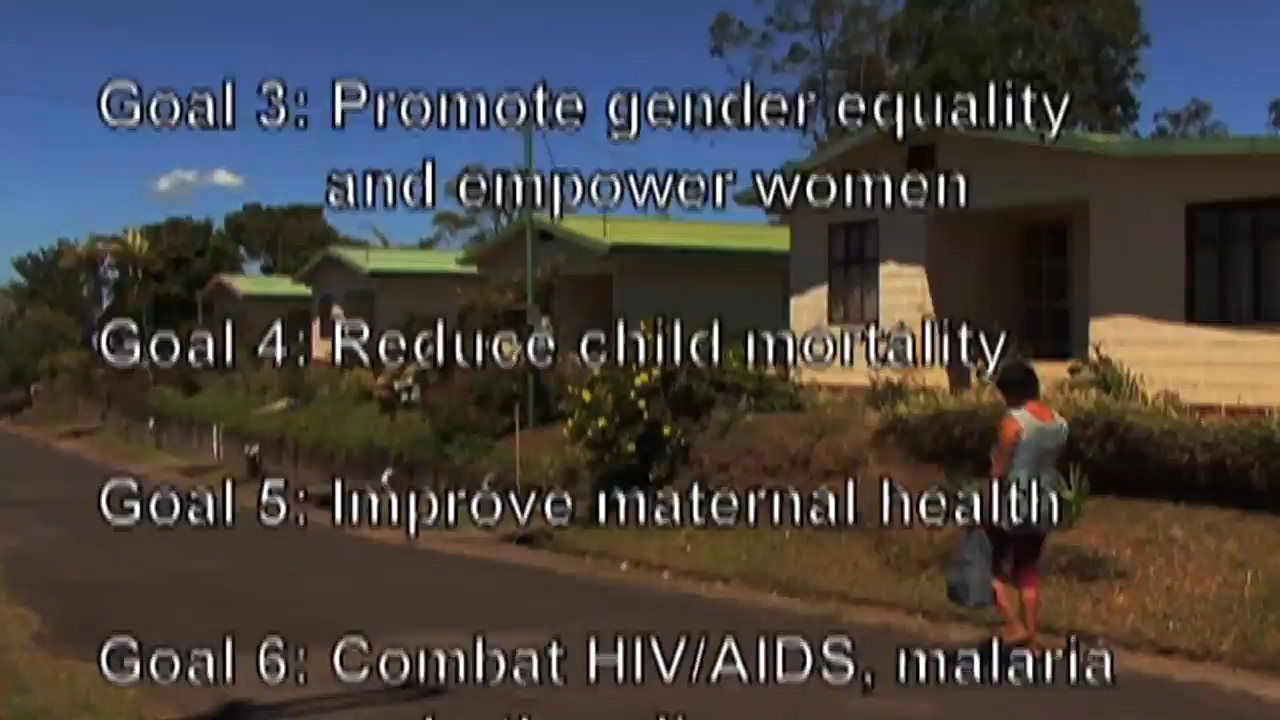 Goal 3: Promote gender equality
and empower women
Goal 4: Reduce child mortality
Goal 5: Improve maternal health
Goal 6: Combat HIV/AIDS, malaria